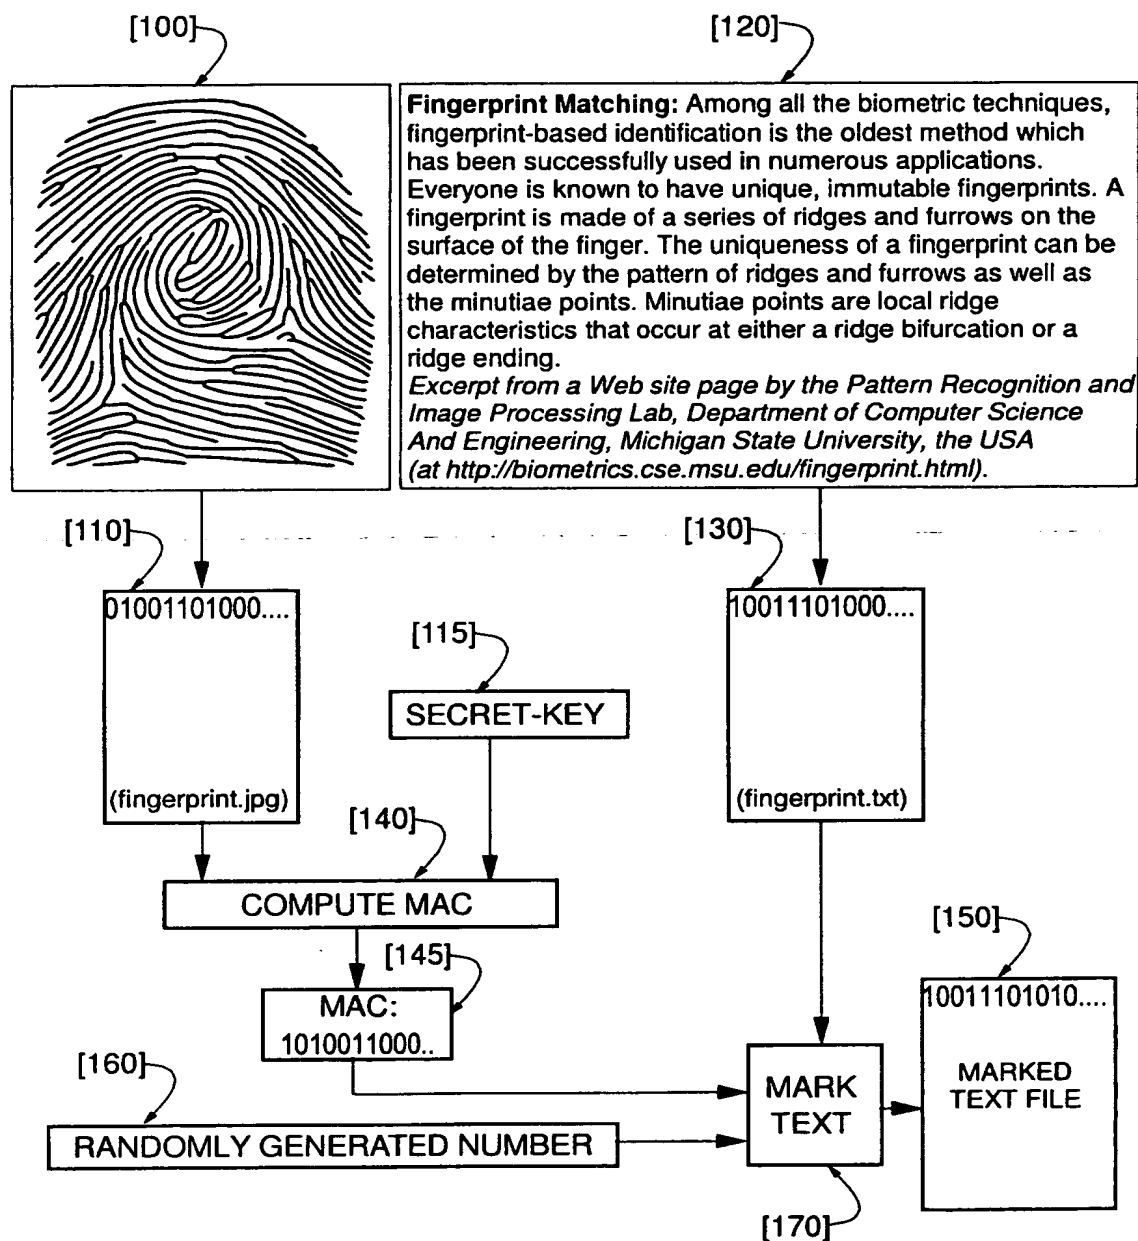 [100]
[120]
Fingerprint Matching: Among all the biometric techniques,
fingerprint-based identification is the oldest method which
has been successfully used in numerous applications.
Everyone is known to have unique, immutable fingerprints. A
fingerprint is made of a series of ridges and furrows on the
surface of the finger. The uniqueness of a fingerprint can be
determined by the pattern of ridges and furrows as well as
the minutiae points. Minutiae points are local ridge
characteristics that occur at either a ridge bifurcation or a
ridge ending.
Excerpt from a Web site page by the Pattern Recognition and
Image Processing Lab, Department of Computer Science
And Engineering, Michigan State University, the USA
(at http://biometrics.cse.msu.edu/fingerprint.html).
[110]
[130]
01001101000....
10011101000....
[115]
SECRET-KEY
(fingerprint.jpg)
(fingerprint.txt)
[140]
COMPUTE MAC
[150]
[145]
MAC:
1010011000..
10011101010....
[160]
MARK
TEXT
MARKED
TEXT FILE
RANDOMLY GENERATED NUMBER
[170]